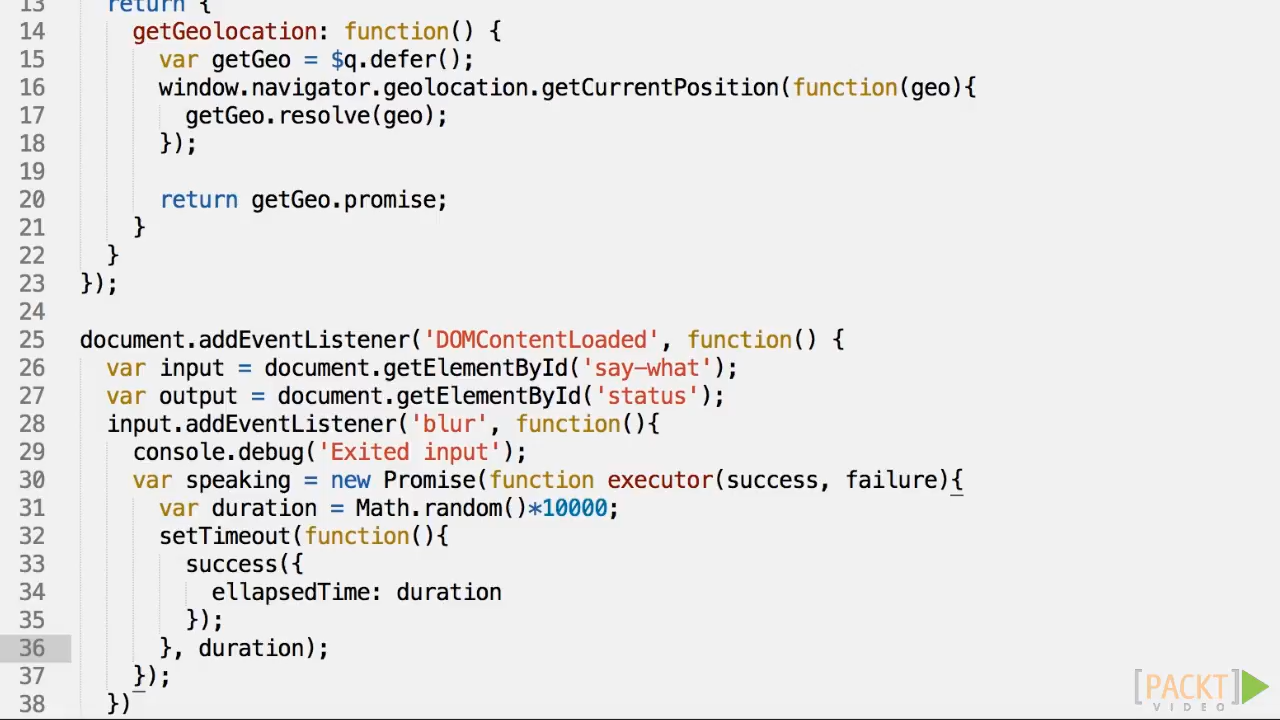 13 return {
14 getGeolocation: function() {
15 var getGeo = $q.defer();
16 window.navigator.geolocation.getCurrentPosition(function(geo){
17 getGeo.resolve(geo);
18 });
19
20 return getGeo.promise;
21 }
22 }
23 });
24
25 document.addEventListener('DOMContentLoaded', function() {
26 var input = document.getElementById('say-what');
27 var output = document.getElementById('status');
28 input.addEventListener('blur', function(){
29 console.debug('Exited input');
30 var speaking = new Promise(function executor(success, failure){
31 var duration = Math.random()*10000;
32 setTimeout(function(){
33 success({
34 ellapsedTime: duration
35 });
36 }, duration);
37 });
38 })
[PACKT]
VIDEO